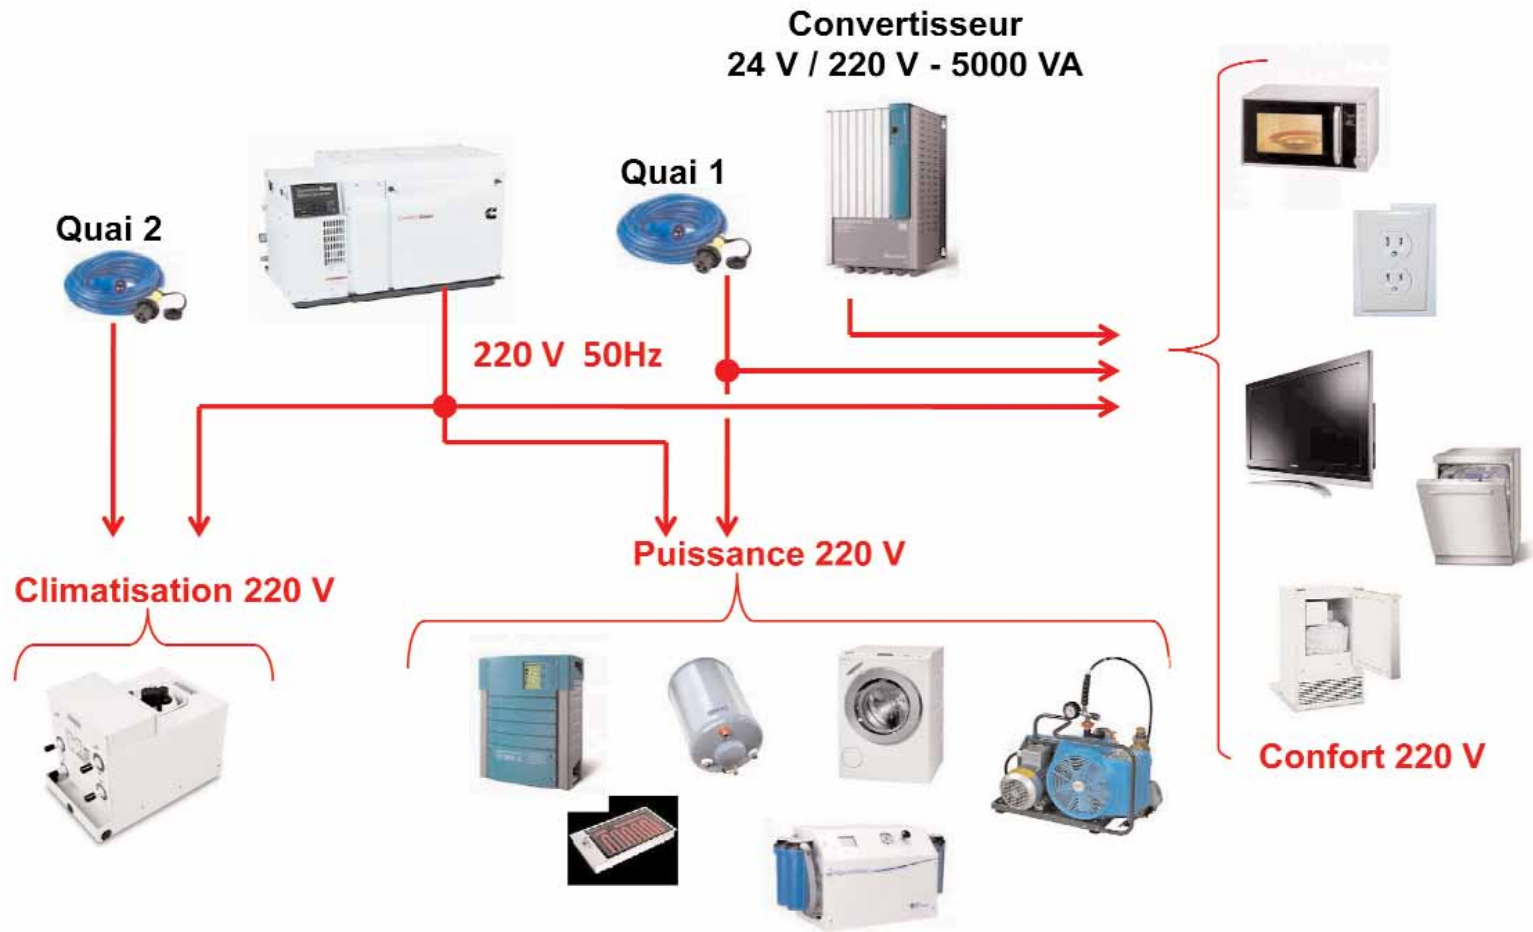 Convertisseur
24 V / 220 V - 5000 VA
Quai 1
Quai 2
220 V 50Hz
Puissance 220 V
Climatisation 220 V
Confort 220 V